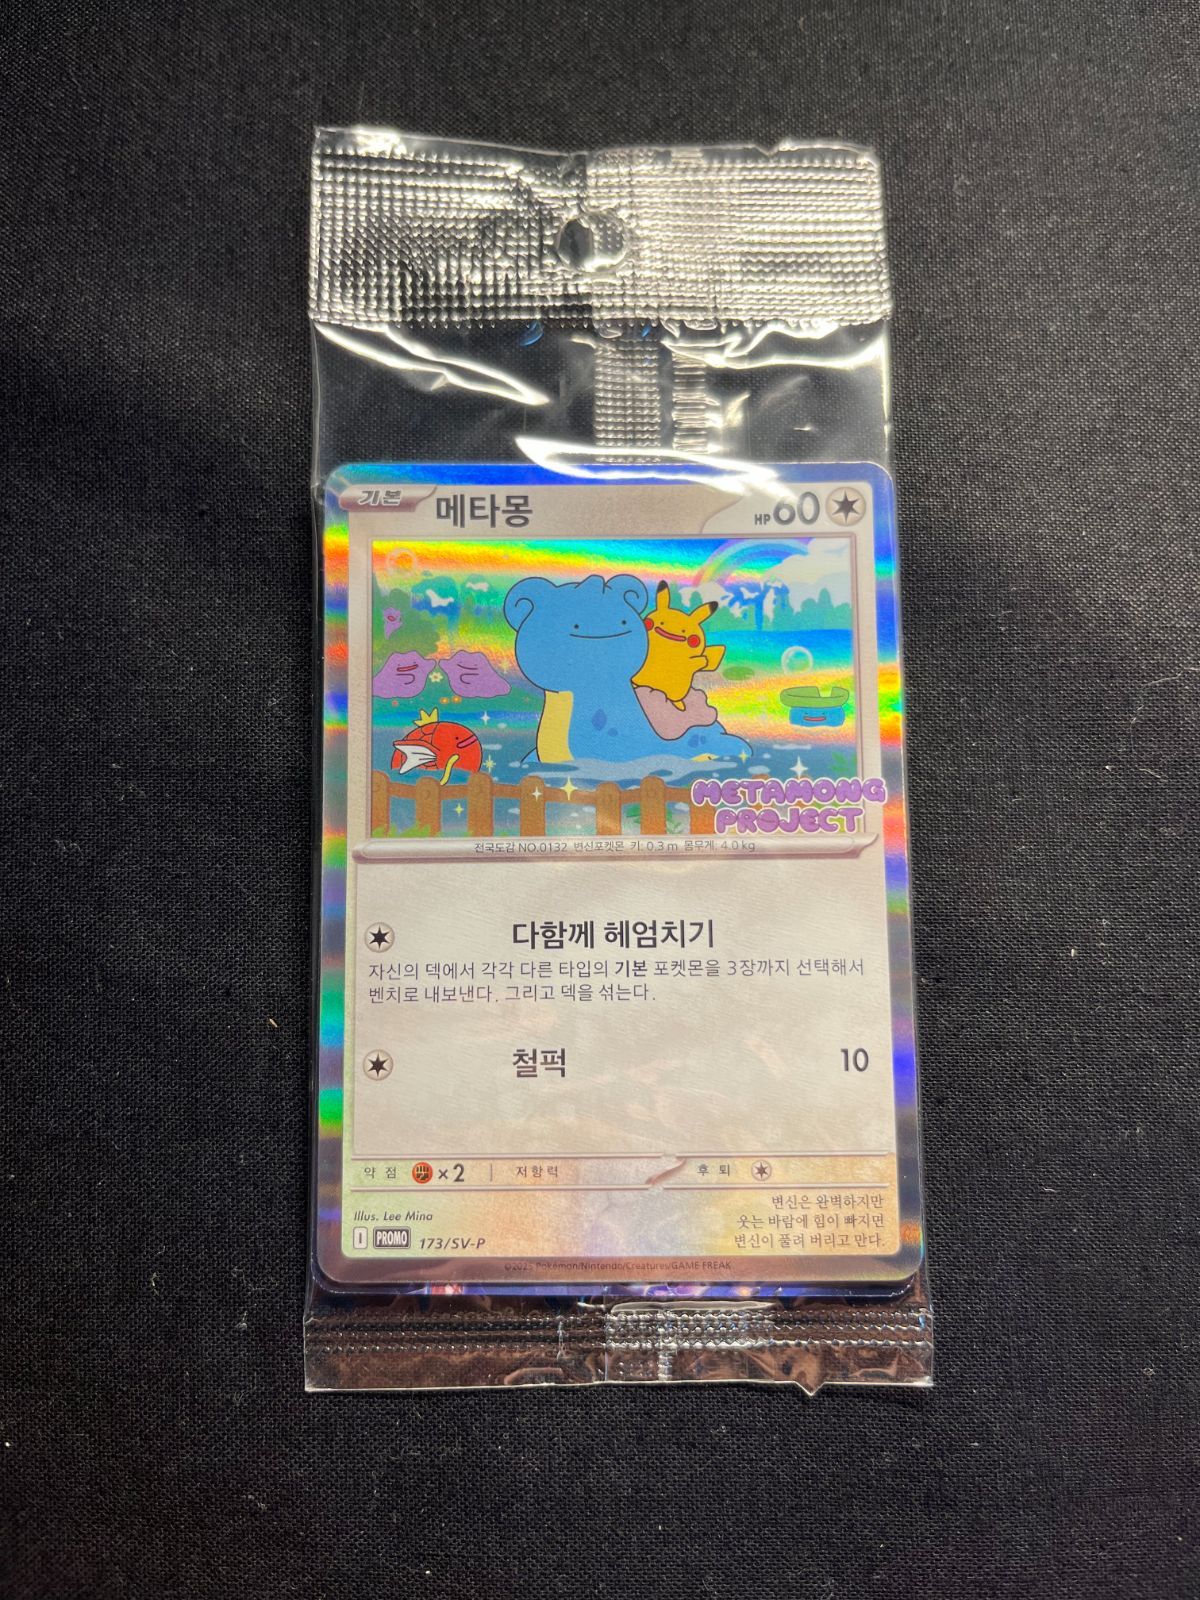 기본
메타몽
HP60
METAMONG
PROJECT
전국도감 NO.0132 변신포켓몬 키: 0.3 m 몸무게: 4.0 kg
다함께 헤엄치기
자신의 덱에서 각각 다른 타입의 기본 포켓몬을 3장까지 선택해서
벤치로 내보낸다. 그리고 덱을 섞는다.
철퍽 10
약점 ×2 저항력 후퇴
변신은 완벽하지만
웃는 바람에 힘이 빠지면
변신이 풀려 버리고 만다.
Illus. Lee Mina
I PROMO 173/SV-P
©2025 Pokémon/Nintendo/Creatures/GAME FREAK